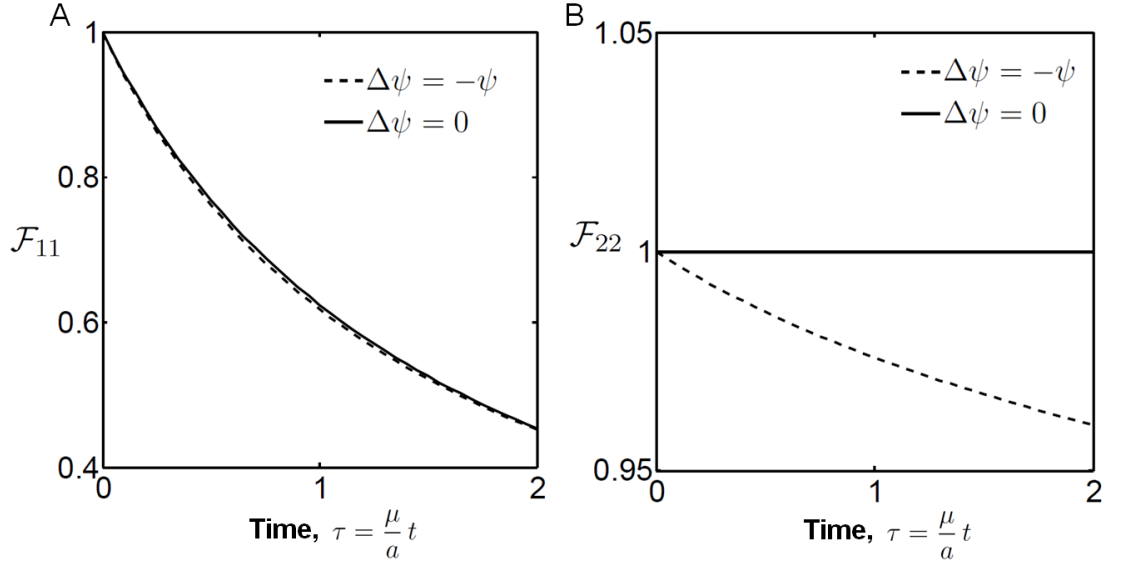 A
1
0.8
0.6
0.4
0
1
2
ℱ₁₁
Δψ = −ψ
Δψ = 0
Time, τ = μ/a t
B
1.05
1
0.95
0
1
2
ℱ₂₂
Δψ = −ψ
Δψ = 0
Time, τ = μ/a t